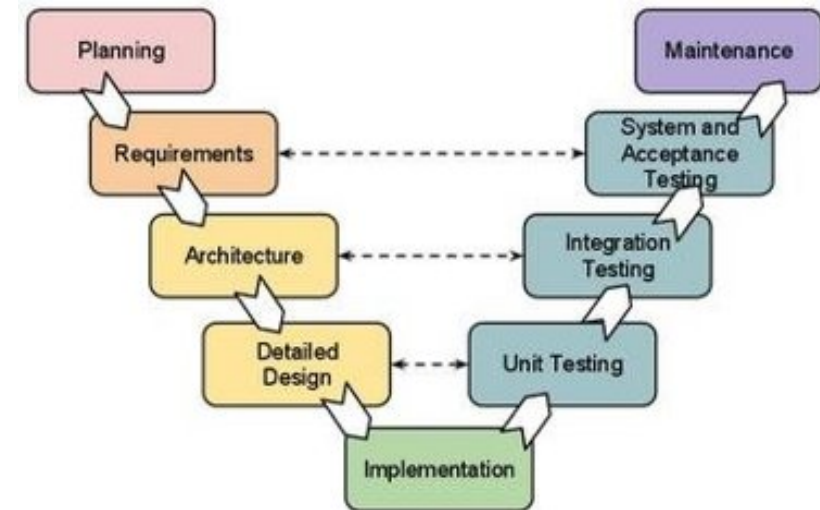 Planning
Maintenance
Requirements
System and
Acceptance
Testing
Architecture
Integration
Testing
Detailed
Design
Unit Testing
Implementation